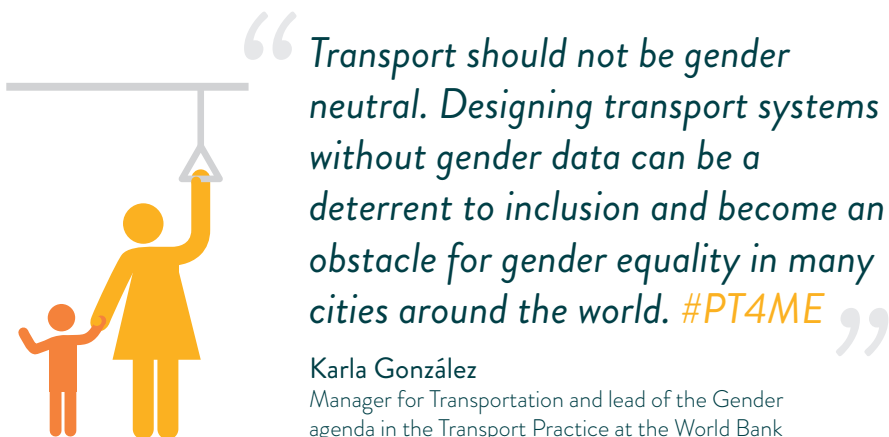 “Transport should not be gender
neutral. Designing transport systems
without gender data can be a
deterrent to inclusion and become an
obstacle for gender equality in many
cities around the world. #PT4ME”
Karla González
Manager for Transportation and lead of the Gender
agenda in the Transport Practice at the World Bank